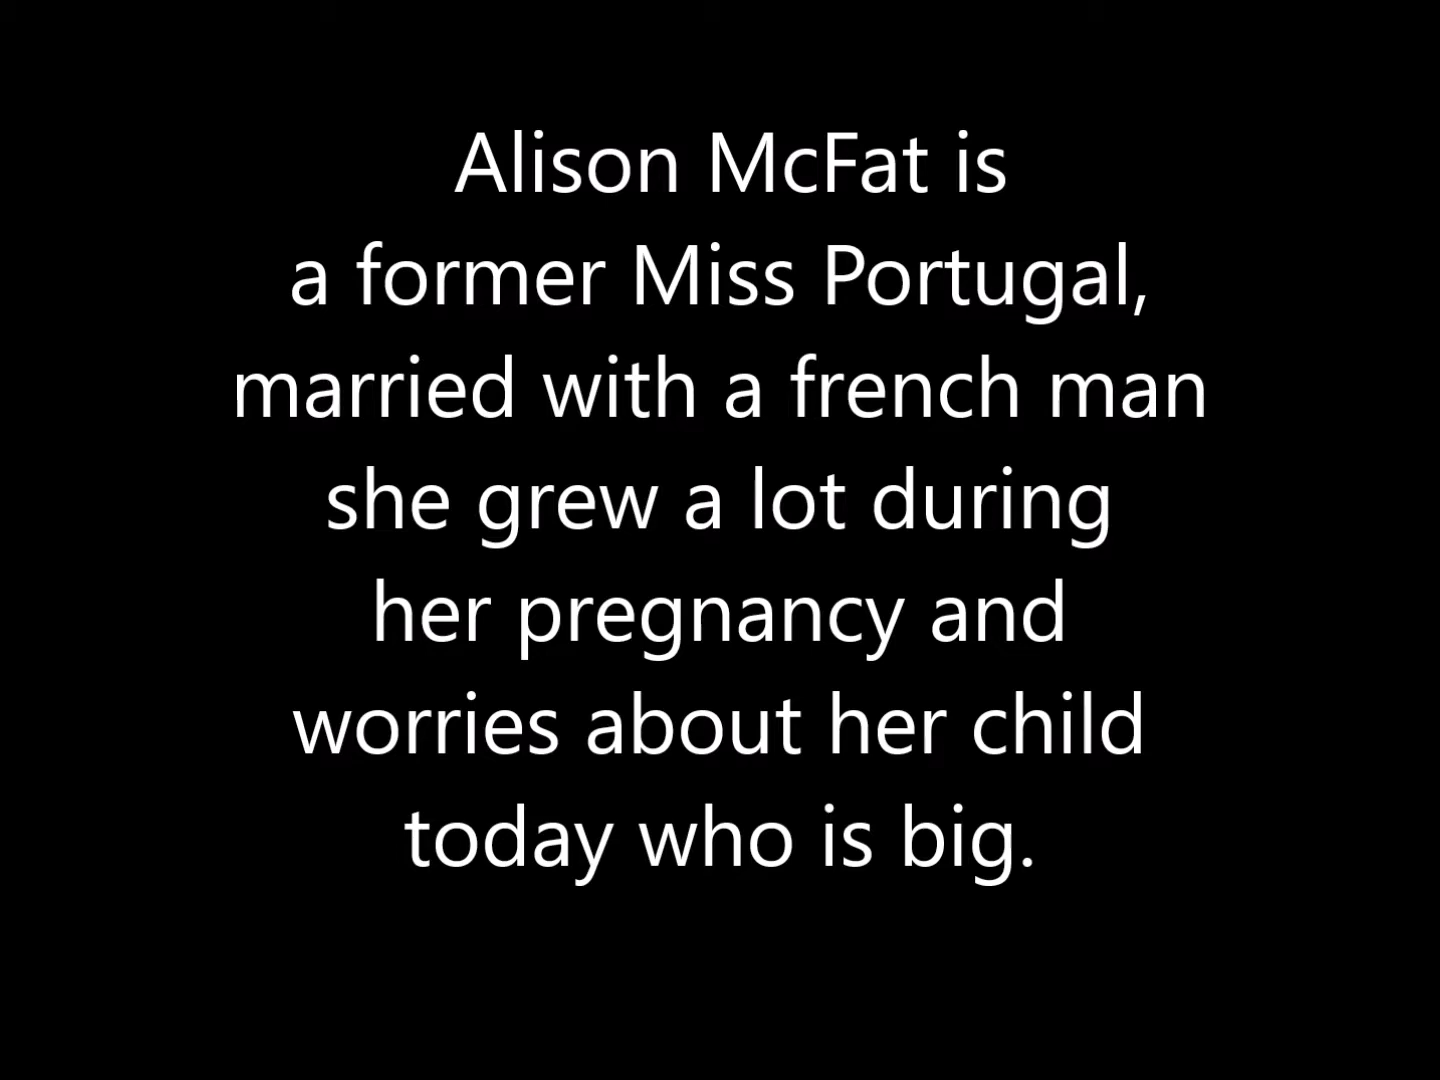 Alison McFat is
a former Miss Portugal,
married with a french man
she grew a lot during
her pregnancy and
worries about her child
today who is big.